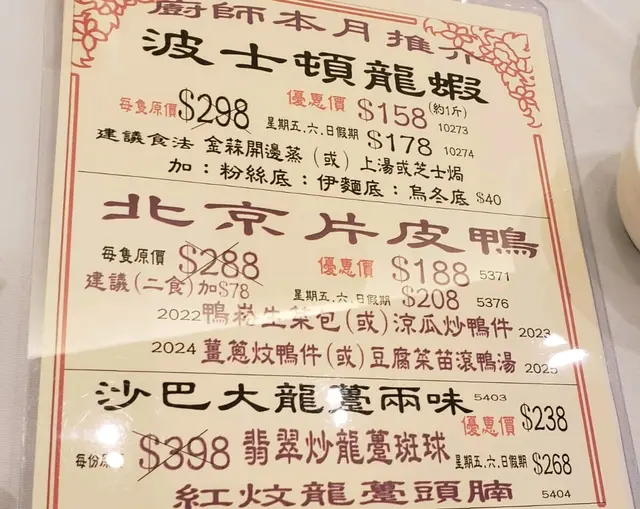 廚師本月推介
波士頓龍蝦
每隻原價 $298 優惠價 $158 (約1斤) 10273
星期五.六.日假期 $178 10274
建議食法 金蒜開邊蒸 (或) 上湯或芝士焗
加：粉絲底：伊麵底：烏冬底 $40
北京片皮鴨
每隻原價 $288 優惠價 $188 5371
建議(二食)加$78 星期五.六.日假期 $208 5376
2022鴨崧生菜包(或)涼瓜炒鴨件 2023
2024 薑蔥炆鴨件(或)豆腐菜苗滾鴨湯 2025
沙巴大龍躉兩味 5403
優惠價 $238
每份原 $398 翡翠炒龍躉斑球 星期五.六.日假期 $268
紅炆龍躉頭腩 5404